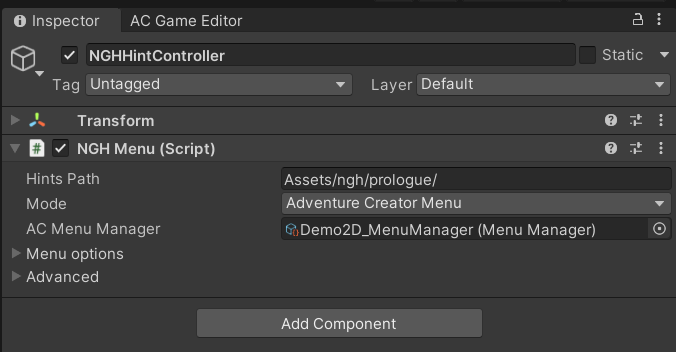 Inspector AC Game Editor
NGHHintController Static
Tag Untagged Layer Default
Transform
# NGH Menu (Script)
Hints Path Assets/ngh/prologue/
Mode Adventure Creator Menu
AC Menu Manager Demo2D_MenuManager (Menu Manager)
Menu options
Advanced
Add Component